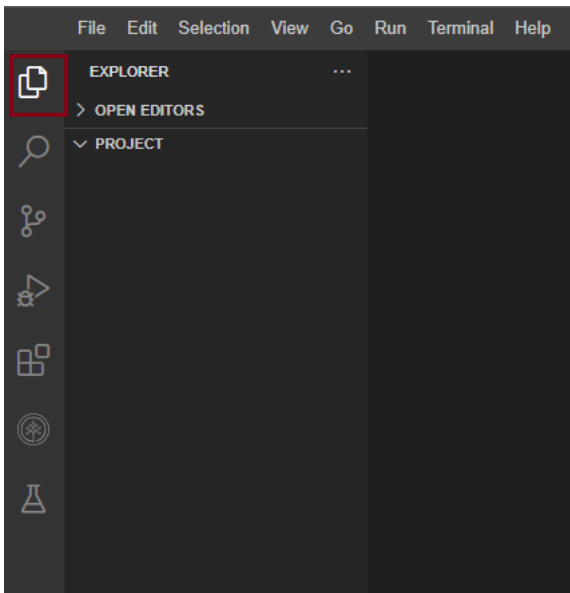 File Edit Selection View Go Run Terminal Help
EXPLORER ...
OPEN EDITORS
PROJECT